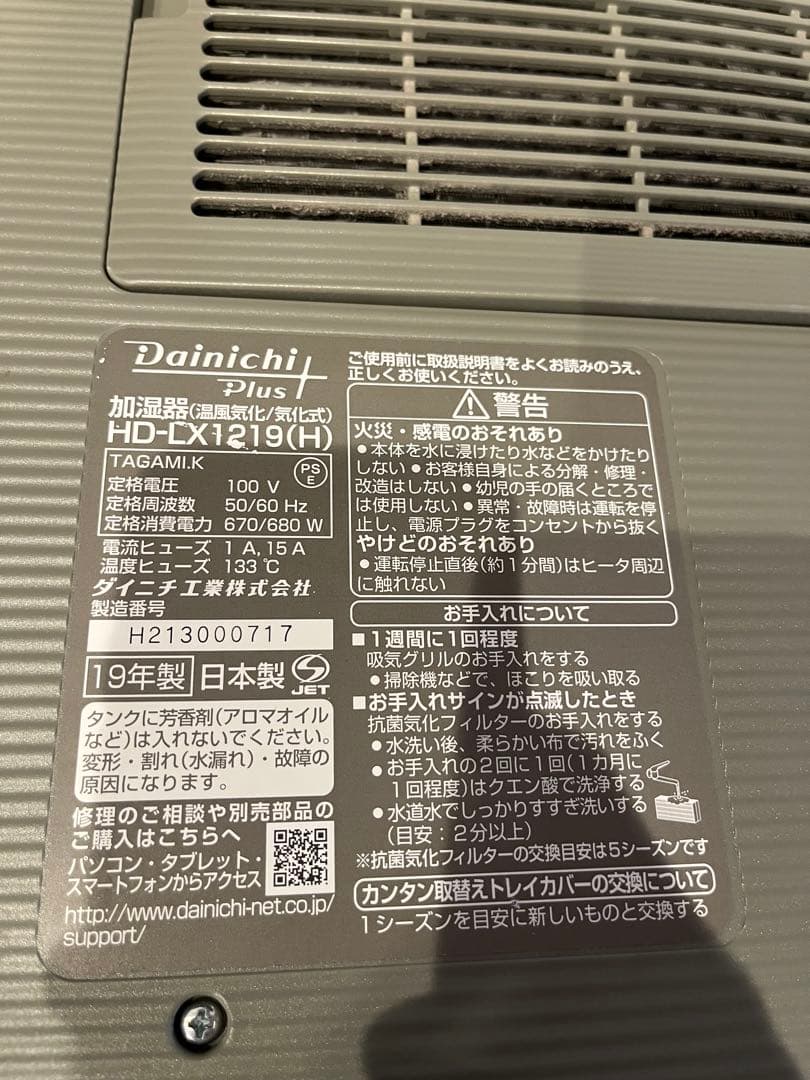 Dainichi
Plus
加湿器(温風気化/気化式)
HD-LX1219(H)
TAGAMI.K
PS
E
定格電圧 100 V
定格周波数 50/60 Hz
定格消費電力 670/680 W
電流ヒューズ 1 A,15 A
温度ヒューズ 133℃
ダイニチ工業株式会社
製造番号
H213000717
19年製 日本製 JET
タンクに芳香剤(アロマオイル
など)は入れないでください。
変形・割れ(水漏れ)・故障の
原因になります。
修理のご相談や別売部品の
ご購入はこちらへ
パソコン・タブレット・
スマートフォンからアクセス
http://www.dainichi-net.co.jp/
support/
ご使用前に取扱説明書をよくお読みのうえ、
正しくお使いください。
警告
火災・感電のおそれあり
●本体を水に浸けたり水などをかけたり
しない●お客様自身による分解・修理・
改造はしない●幼児の手の届くところで
は使用しない●異常・故障時は運転を停
止し、電源プラグをコンセントから抜く
やけどのおそれあり
●運転停止直後(約1分間)はヒータ周辺
に触れない
お手入れについて
■1週間に1回程度
吸気グリルのお手入れをする
●掃除機などで、ほこりを吸い取る
■お手入れサインが点滅したとき
抗菌気化フィルターのお手入れをする
●水洗い後、柔らかい布で汚れをふく
●お手入れの2回に1回(1カ月に
1回程度)はクエン酸で洗浄する
●水道水でしっかりすすぎ洗いする
(目安：2分以上)
※抗菌気化フィルターの交換目安は5シーズンです
カンタン取替えトレイカバーの交換について
1シーズンを目安に新しいものと交換する